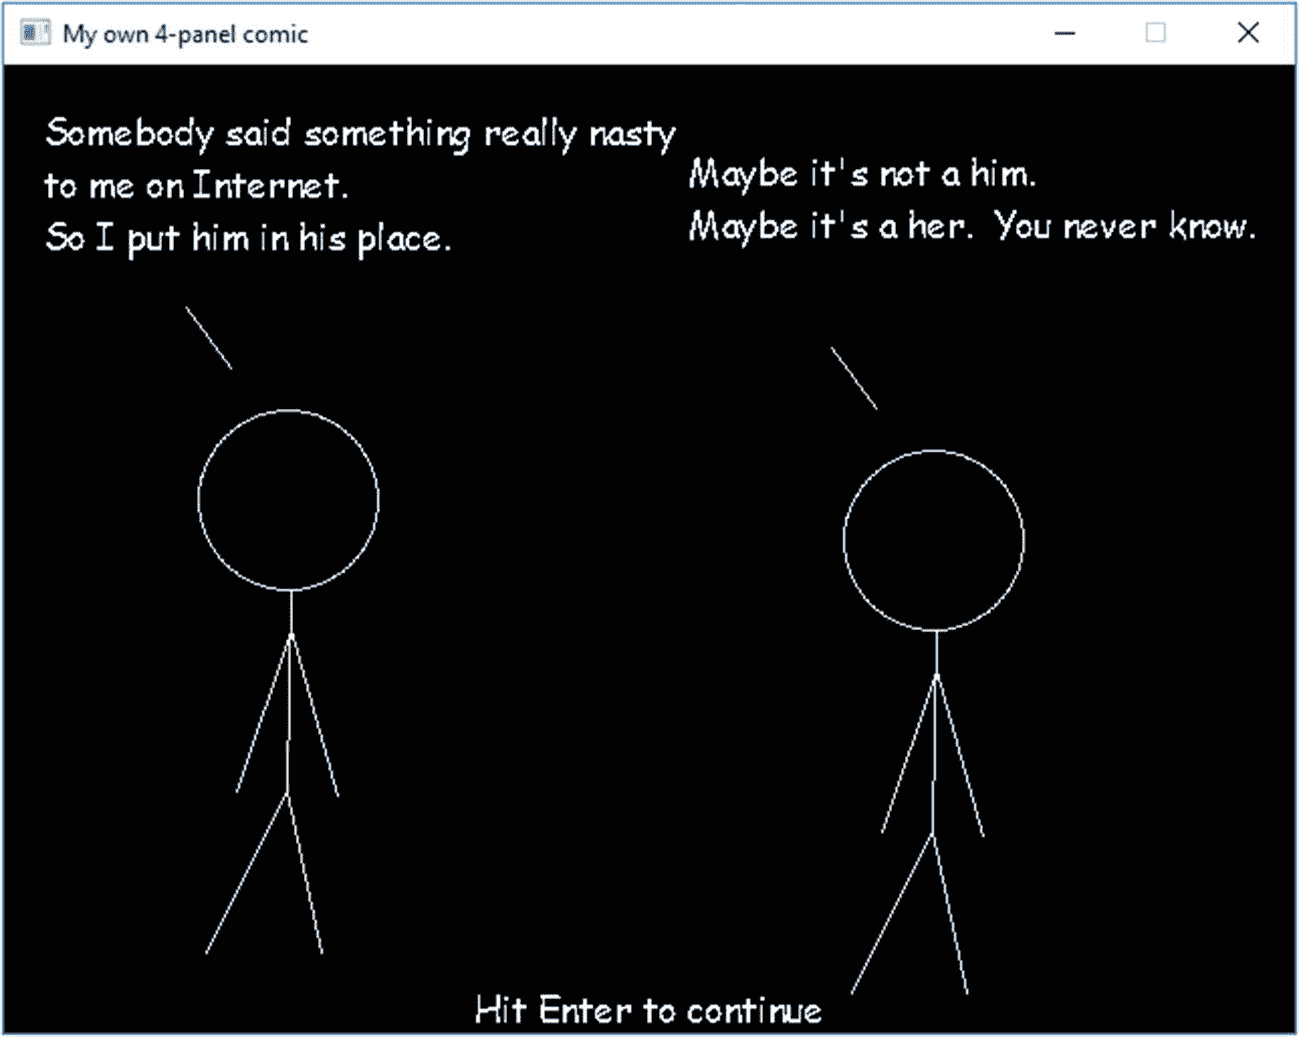 My own 4-panel comic
Somebody said something really nasty
to me on Internet.
So I put him in his place.
Maybe it's not a him.
Maybe it's a her.  You never know.
Hit Enter to continue